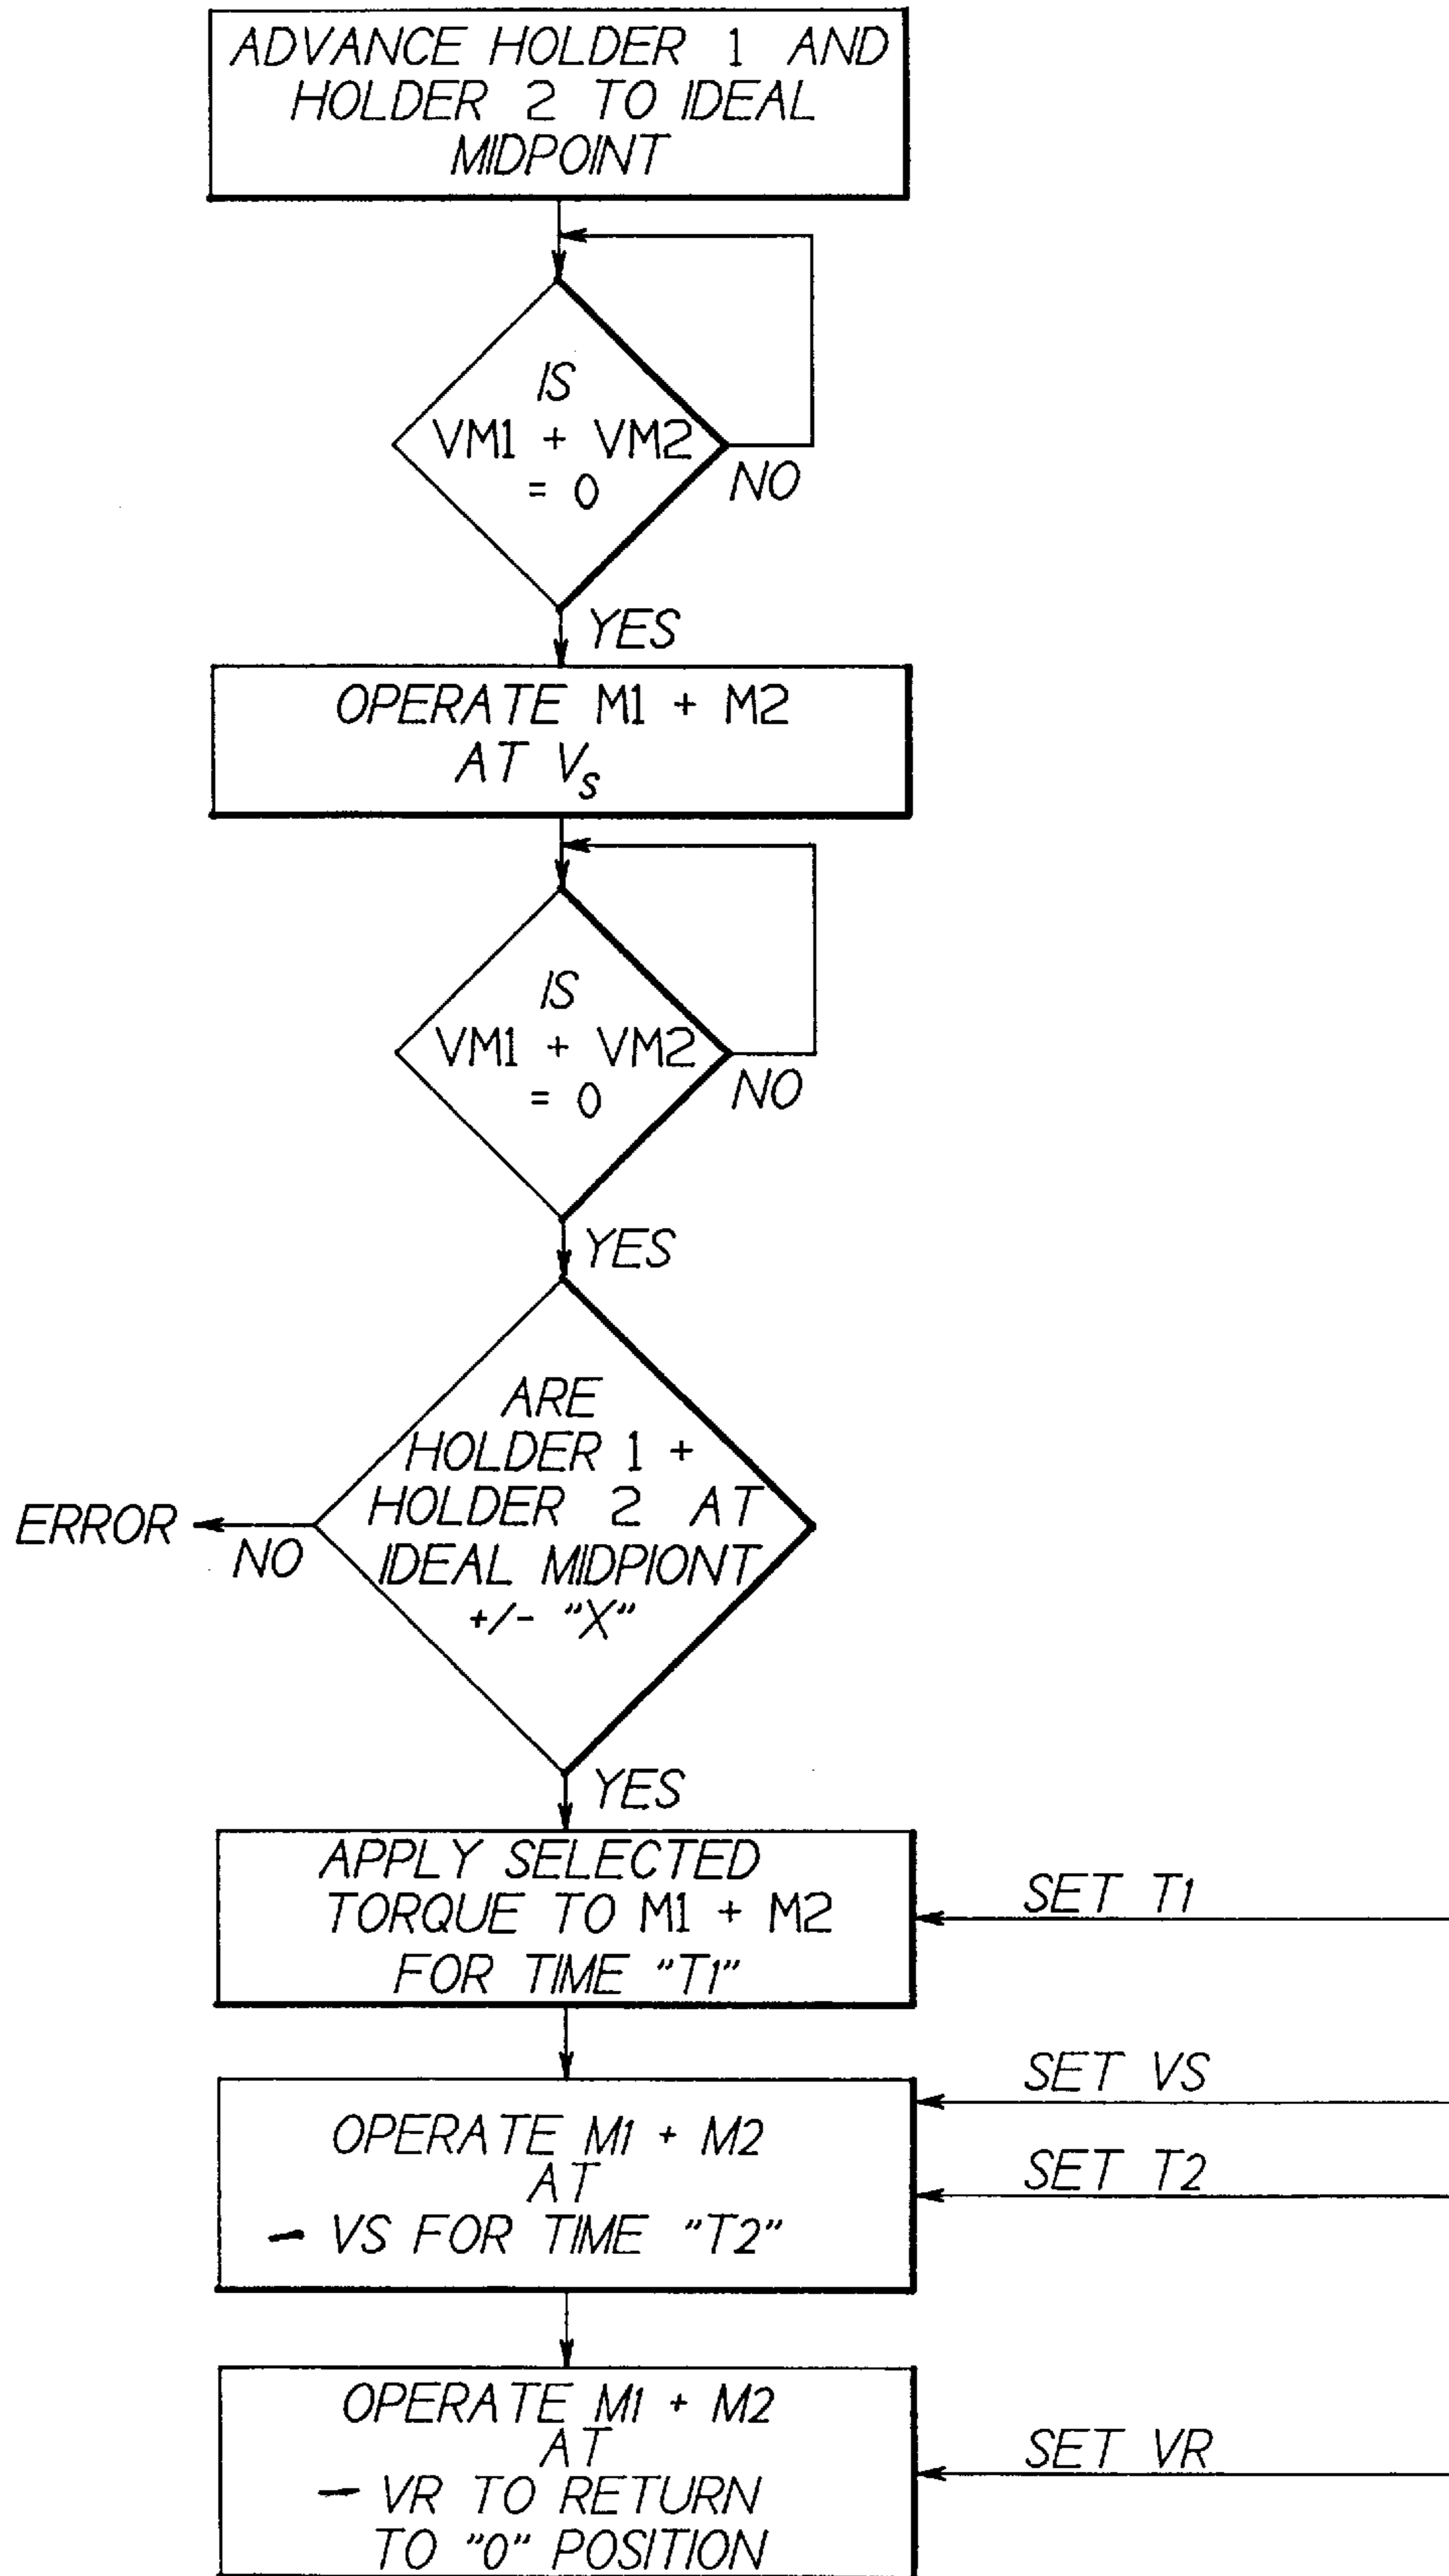 ADVANCE HOLDER 1 AND
HOLDER 2 TO IDEAL
MIDPOINT
IS
VM1 + VM2
= 0
NO
YES
OPERATE M1 + M2
AT Vs
IS
VM1 + VM2
= 0
NO
YES
ARE
HOLDER 1 +
HOLDER 2 AT
IDEAL MIDPIONT
+/- "X"
ERROR
NO
YES
APPLY SELECTED
TORQUE TO M1 + M2
FOR TIME "T1"
SET T1
OPERATE M1 + M2
AT
- VS FOR TIME "T2"
SET VS
SET T2
OPERATE M1 + M2
AT
- VR TO RETURN
TO "0" POSITION
SET VR